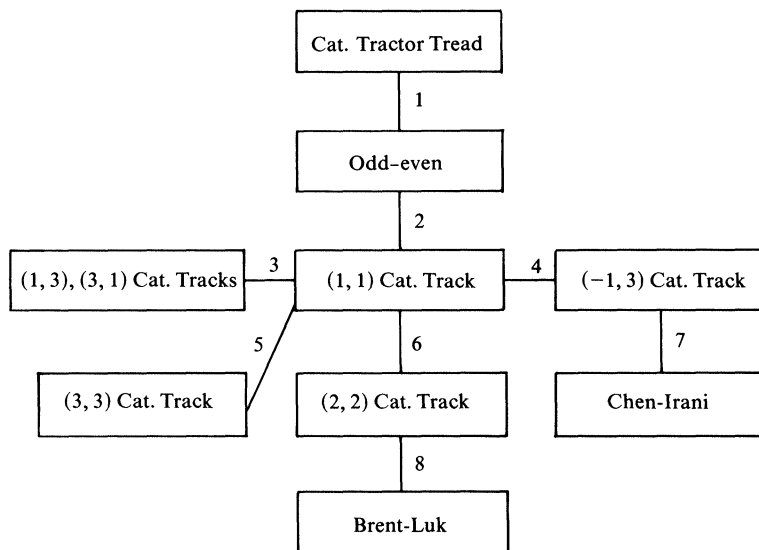 Cat. Tractor Tread
1
Odd-even
2
(1, 3), (3, 1) Cat. Tracks
3
(1, 1) Cat. Track
4
(−1, 3) Cat. Track
5
6
7
(3, 3) Cat. Track
(2, 2) Cat. Track
Chen-Irani
8
Brent-Luk